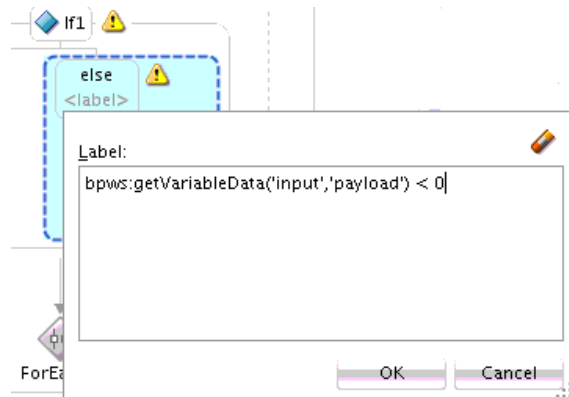 If1
else
<label>
Label:
bpws:getVariableData('input','payload') < 0
ForEa
OK
Cancel